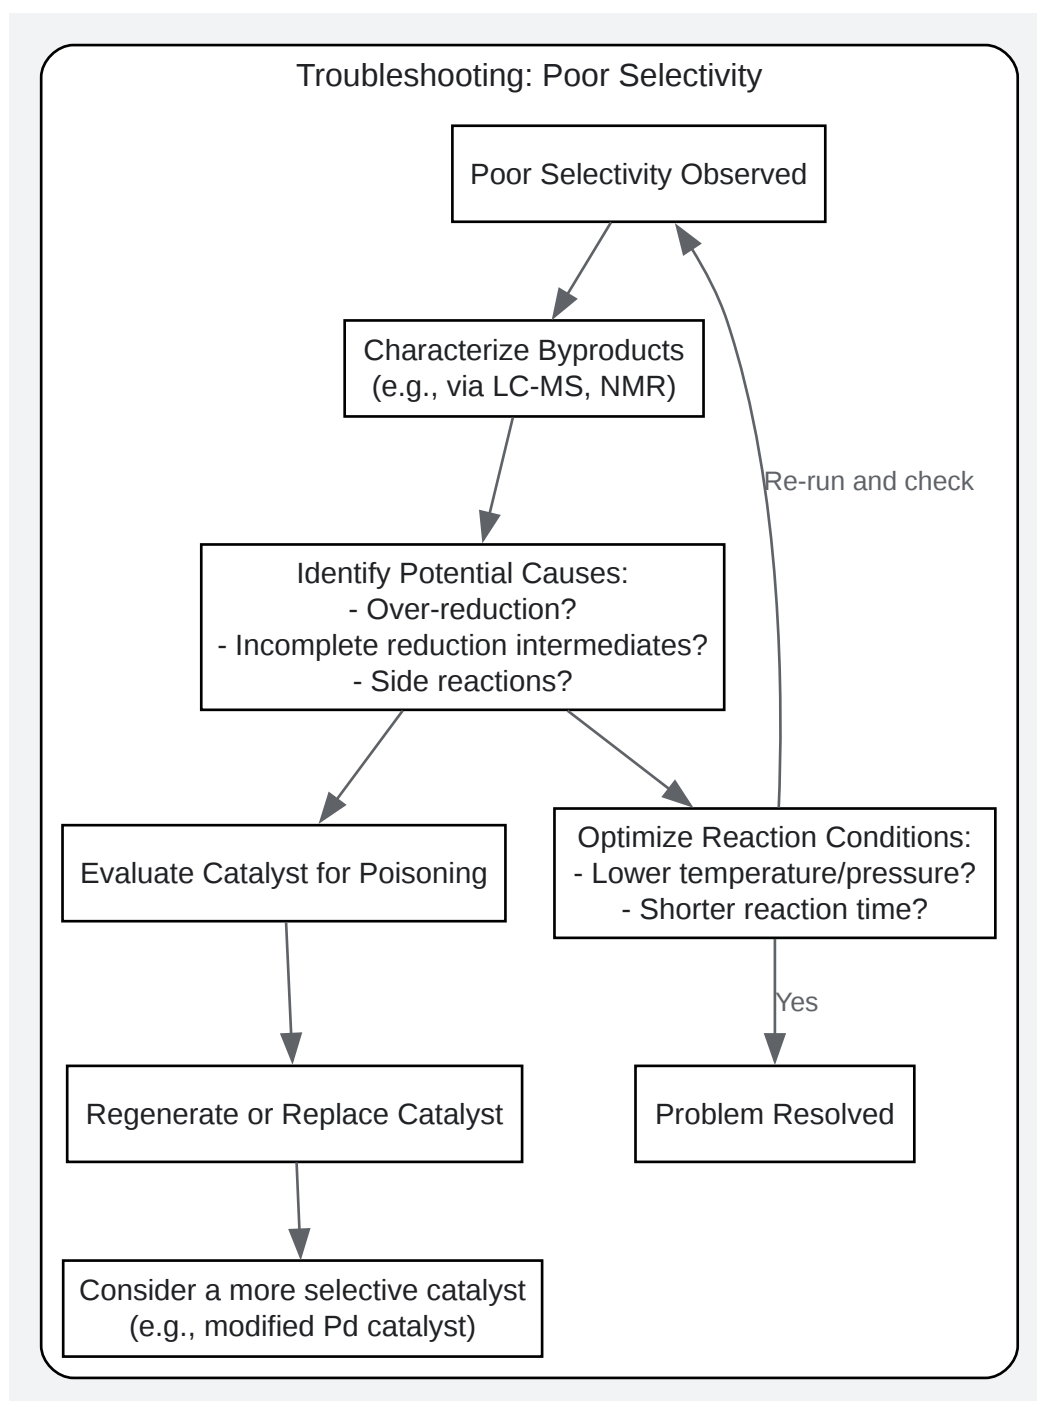 Troubleshooting: Poor Selectivity
Poor Selectivity Observed
Characterize Byproducts
(e.g., via LC-MS, NMR)
Re-run and check
Identify Potential Causes:
- Over-reduction?
- Incomplete reduction intermediates?
- Side reactions?
Evaluate Catalyst for Poisoning
Optimize Reaction Conditions:
- Lower temperature/pressure?
- Shorter reaction time?
Yes
Regenerate or Replace Catalyst
Problem Resolved
Consider a more selective catalyst
(e.g., modified Pd catalyst)